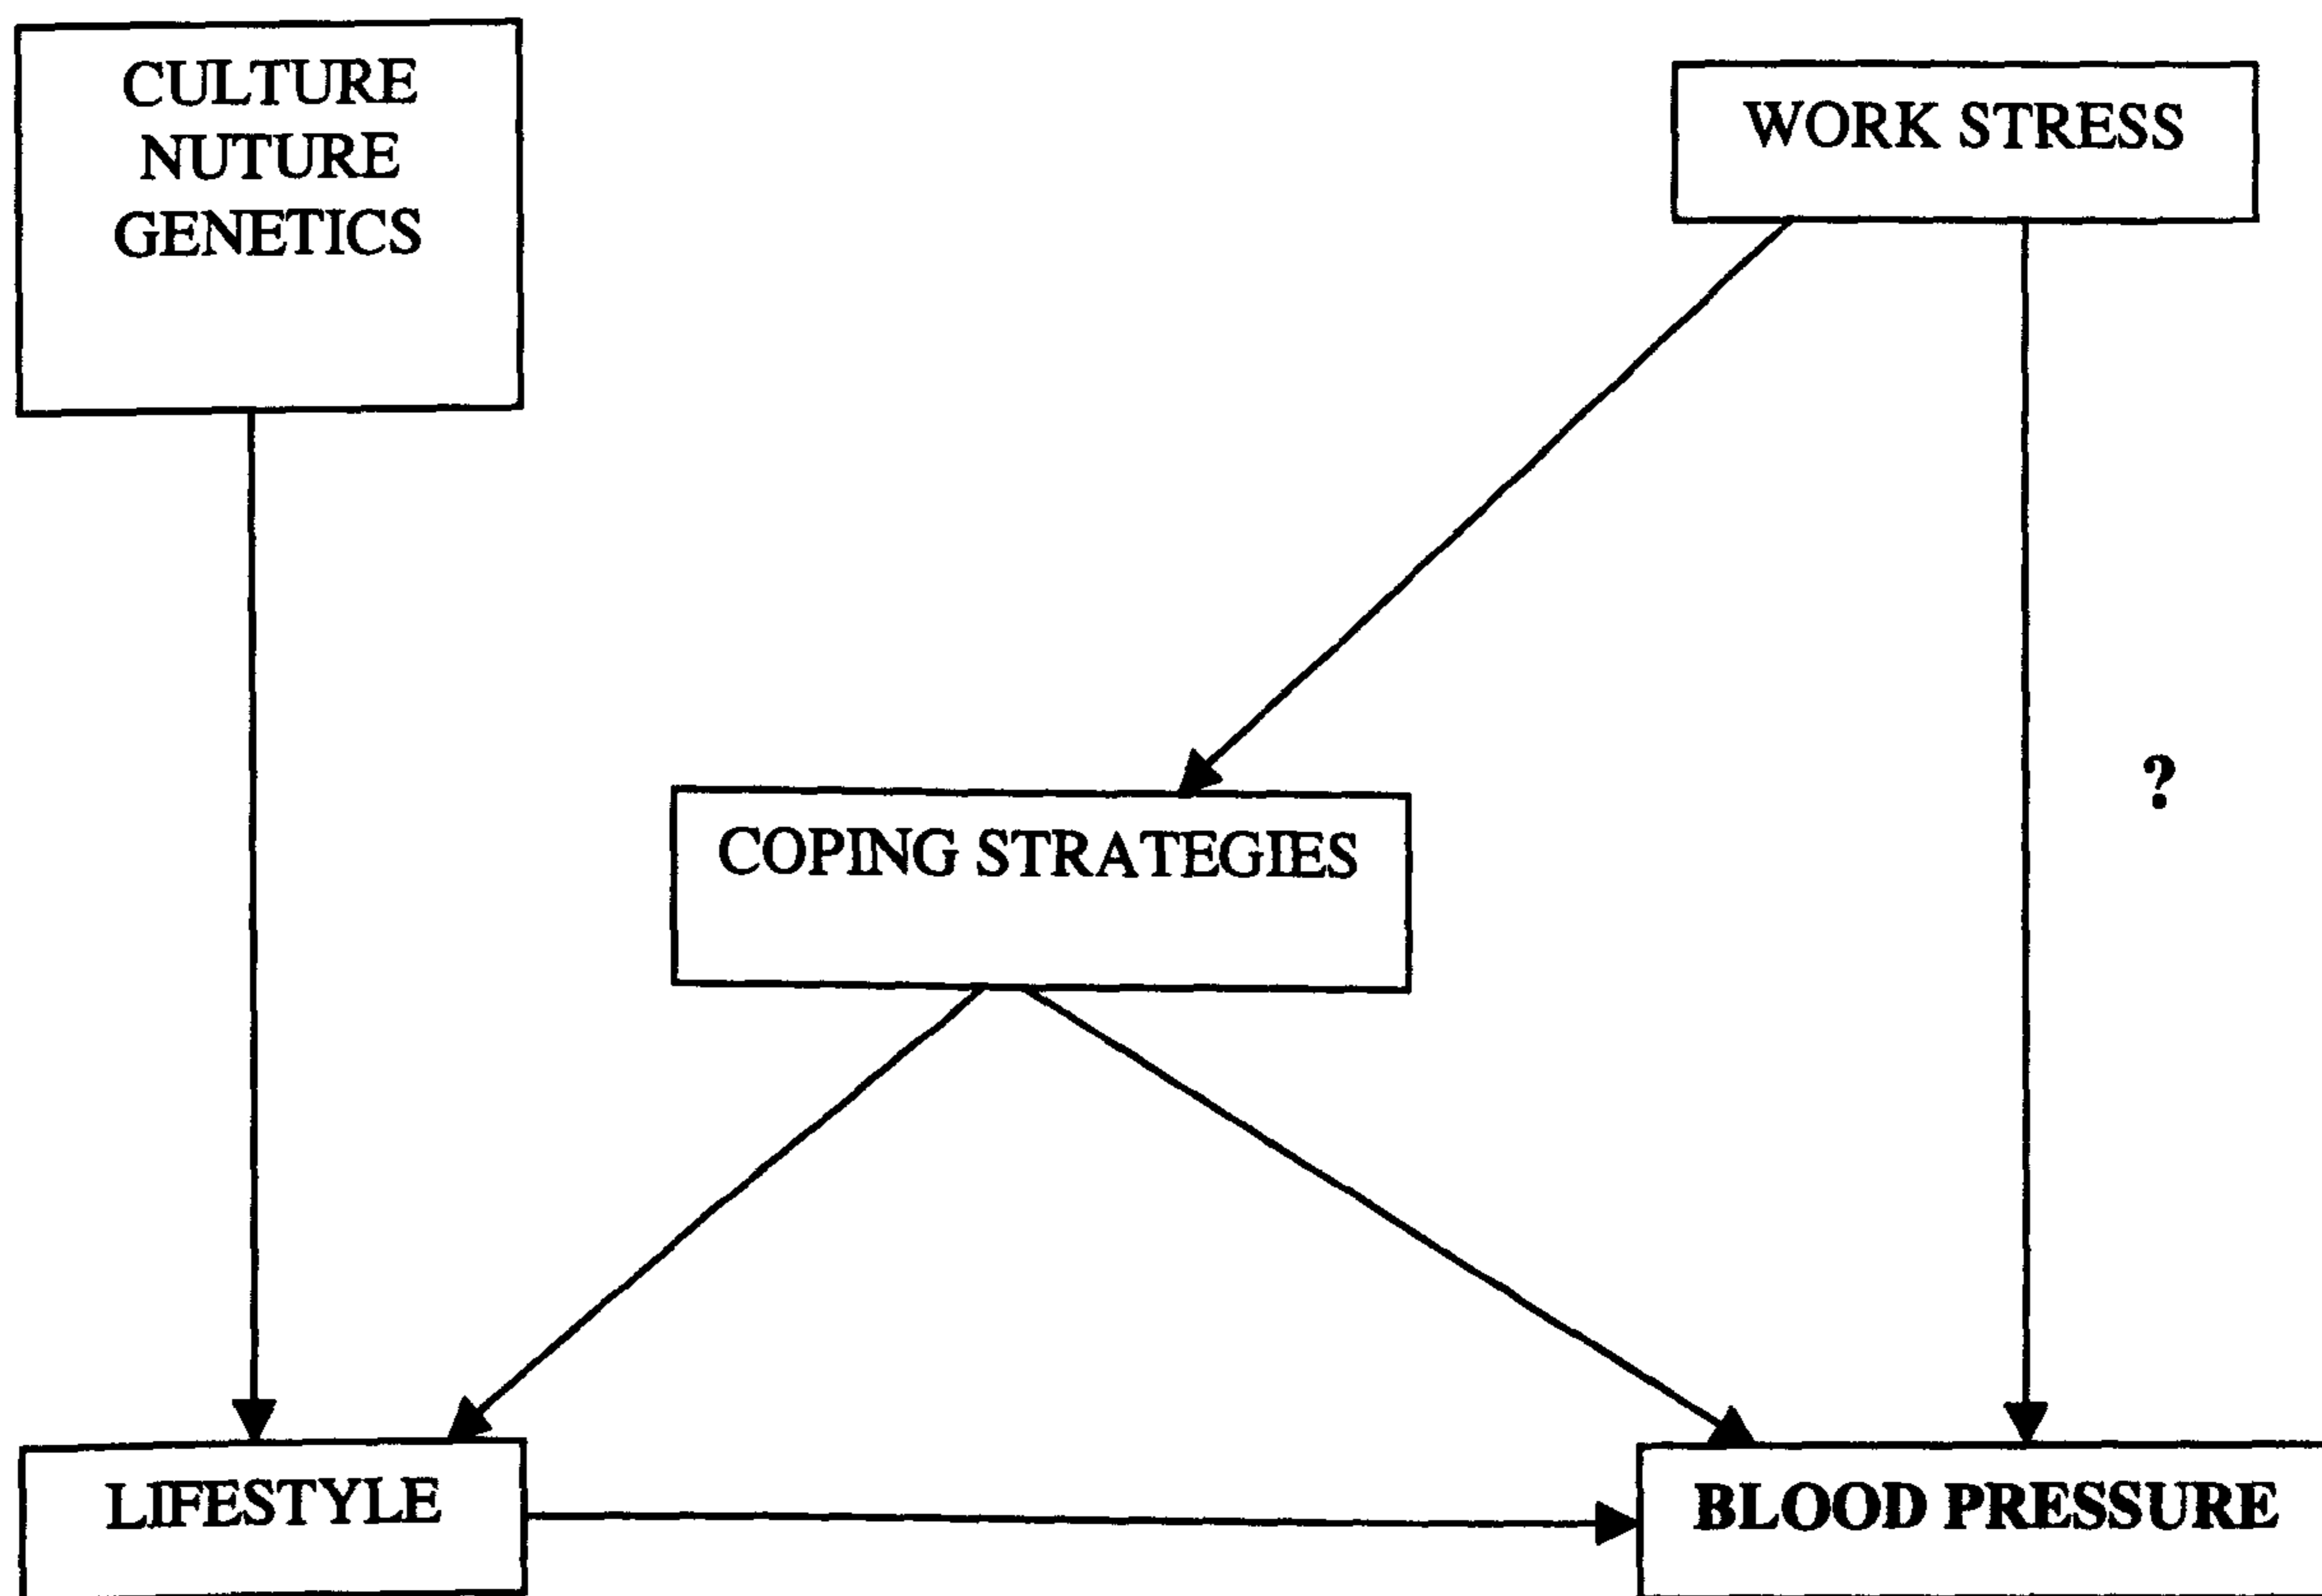 CULTURE
NUTURE
GENETICS
WORK STRESS
?
COPING STRATEGIES
LIFESTYLE
BLOOD PRESSURE